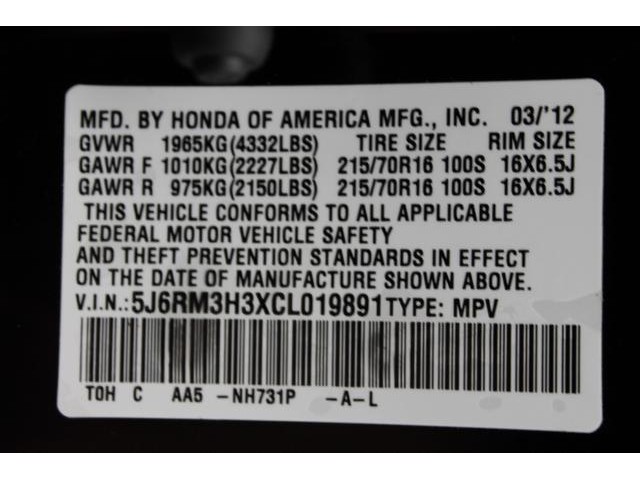 MFD. BY HONDA OF AMERICA MFG., INC. 03/'12
GVWR 1965KG(4332LBS) TIRE SIZE RIM SIZE
GAWR F 1010KG(2227LBS) 215/70R16 100S 16X6.5J
GAWR R 975KG(2150LBS) 215/70R16 100S 16X6.5J
THIS VEHICLE CONFORMS TO ALL APPLICABLE
FEDERAL MOTOR VEHICLE SAFETY
AND THEFT PREVENTION STANDARDS IN EFFECT
ON THE DATE OF MANUFACTURE SHOWN ABOVE.
V.I.N.:5J6RM3H3XCL019891TYPE: MPV
TOH C AA5 -NH731P -A-L